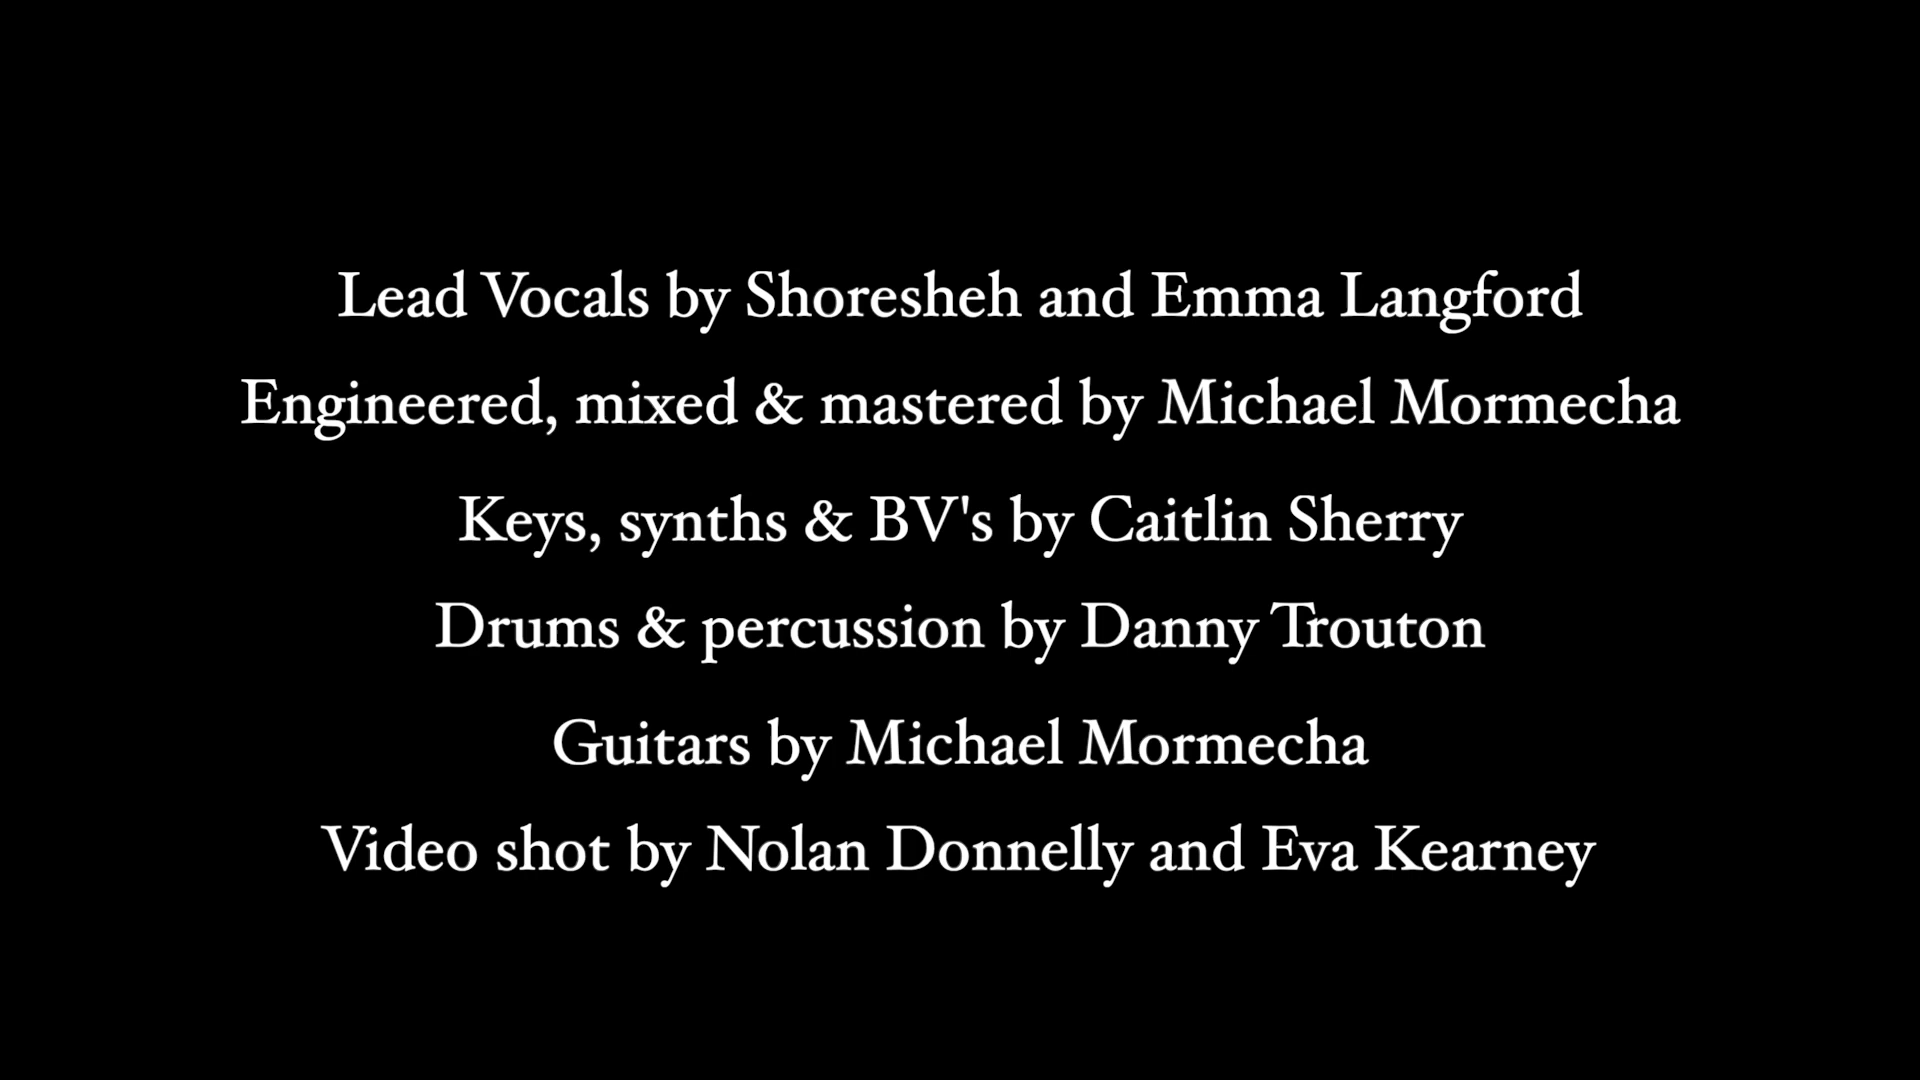 Lead Vocals by Shoresheh and Emma Langford
Engineered, mixed & mastered by Michael Mormecha
Keys, synths & BV's by Caitlin Sherry
Drums & percussion by Danny Trouton
Guitars by Michael Mormecha
Video shot by Nolan Donnelly and Eva Kearney